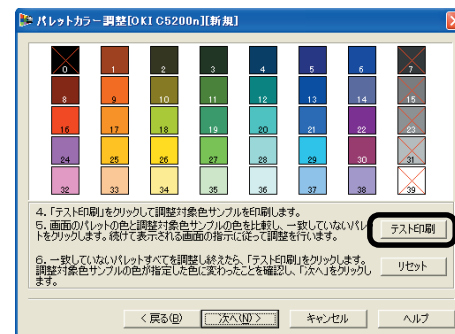 パレットカラー調整[OKI C5200n][新規]
0 1 2 3 4 5 6 7
8 9 10 11 12 13 14 15
16 17 18 19 20 21 22 23
24 25 26 27 28 29 30 31
32 33 34 35 36 37 38 39
4. 「テスト印刷」をクリックして調整対象色サンプルを印刷します。
5. 画面のパレットの色と調整対象色サンプルの色を比較し、一致していないパレッ
トをクリックします。続けて表示される画面の指示に従って調整を行います。
テスト印刷
6. 一致していないパレットすべてを調整し終えたら、「テスト印刷」をクリックします。
調整対象色サンプルの色が指定した色に変わったことを確認し、「次へ」をクリックし
ます。
リセット
< 戻る(B) 次へ(N) > キャンセル ヘルプ